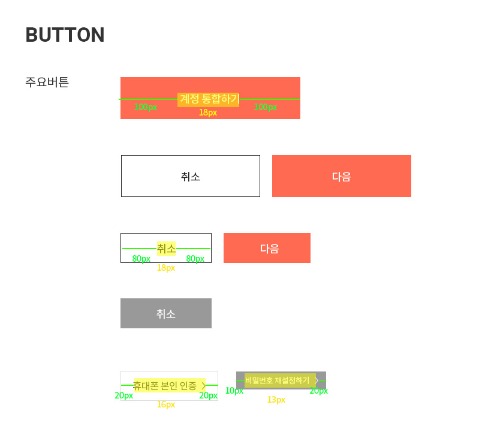 BUTTON
주요버튼
계정 통합하기
18px
취소
다음
취소
다음
80px
80px
18px
취소
휴대폰 본인 인증 >
비밀번호 재설정하기 >
20px
20px
10px
20px
16px
13px